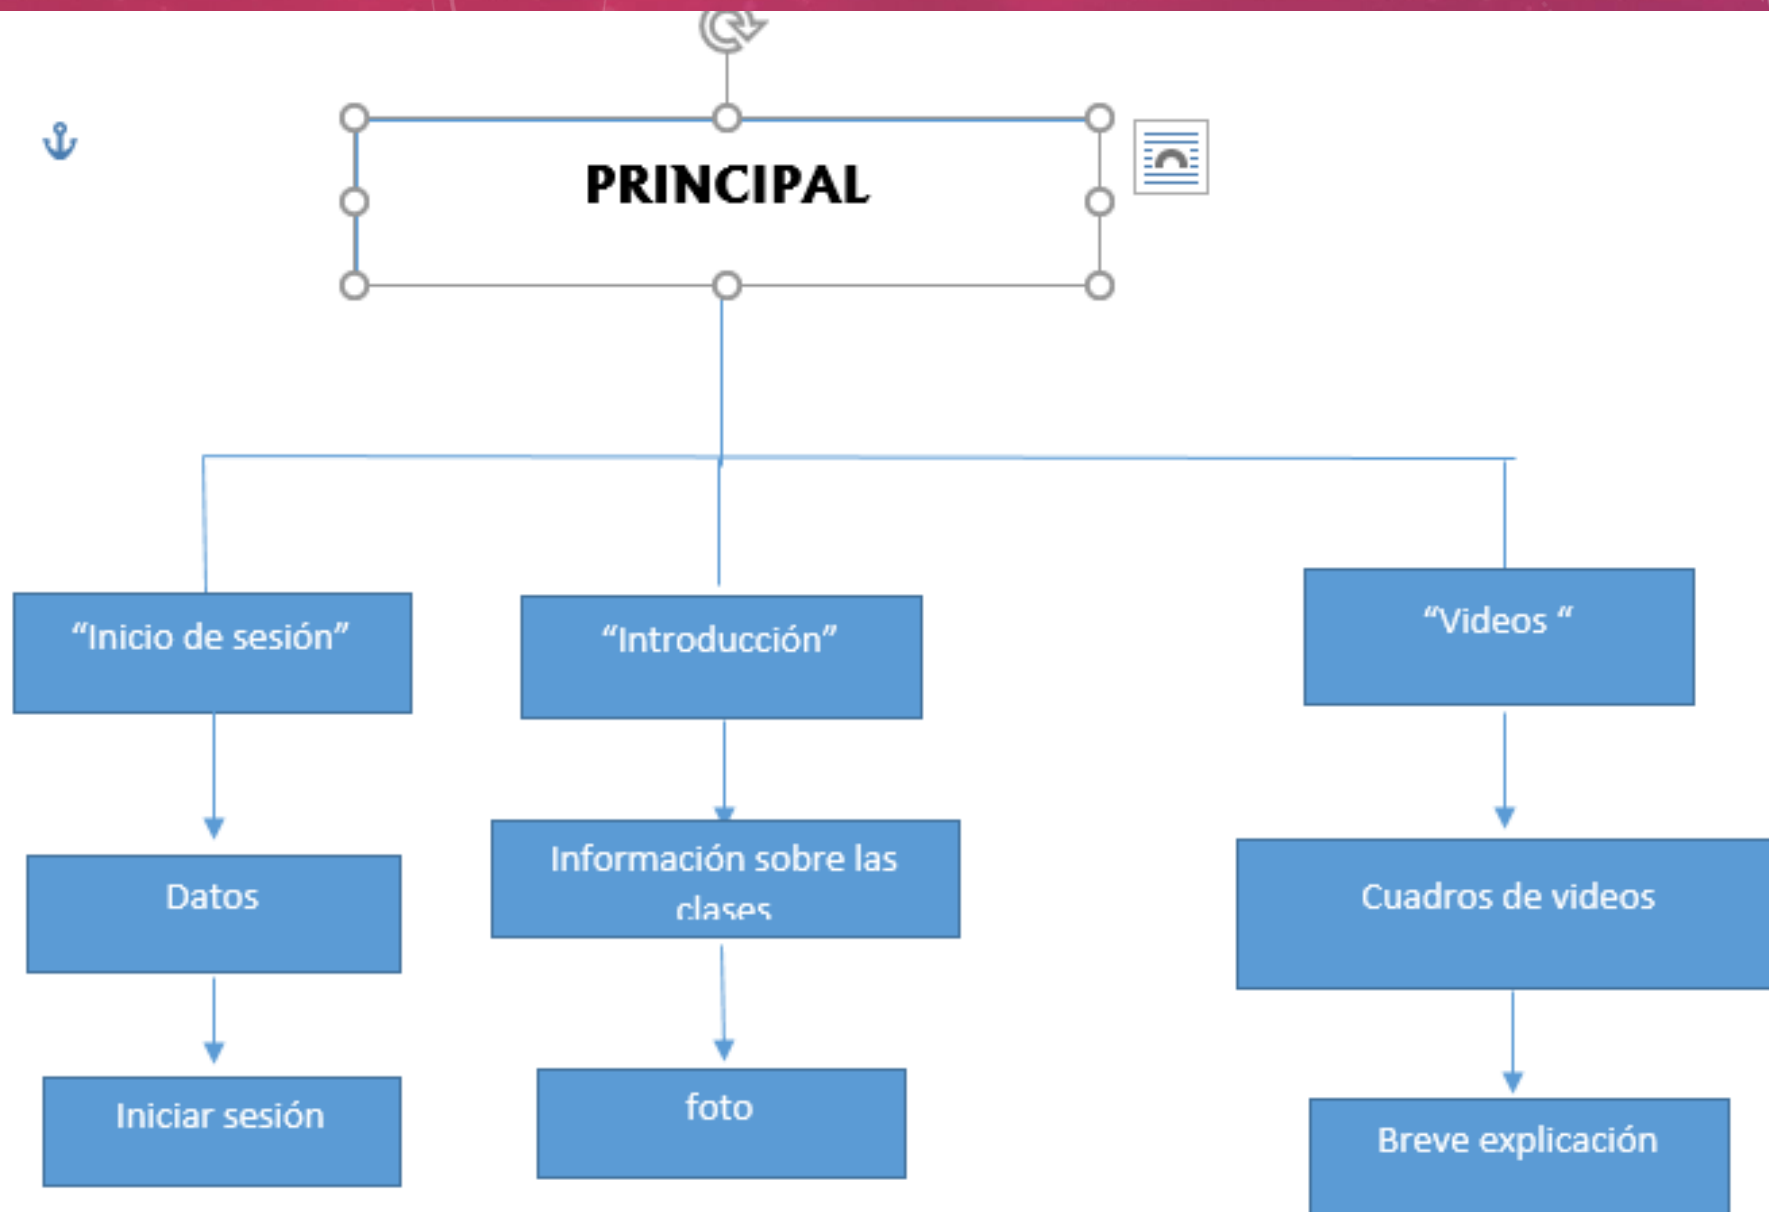 PRINCIPAL
“Inicio de sesión”
“Introducción”
“Videos “
Datos
Información sobre las
clases
Cuadros de videos
Iniciar sesión
foto
Breve explicación